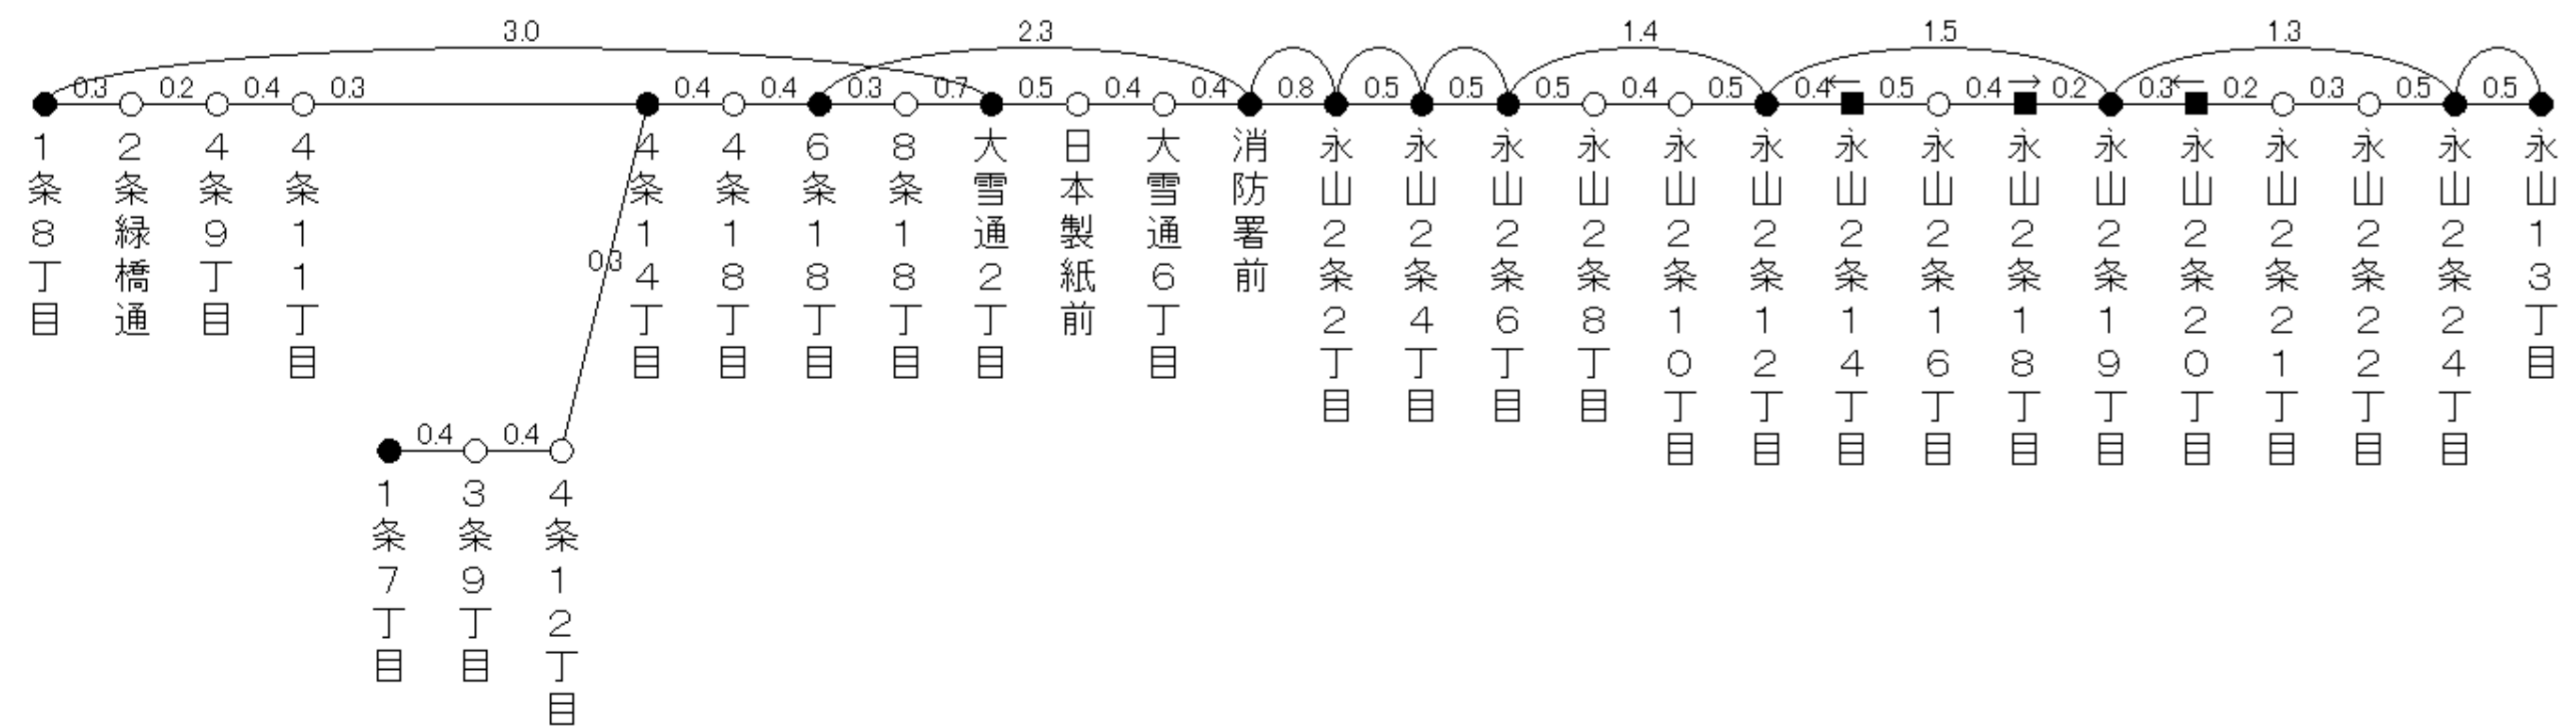 3.0
2.3
1.4
1.5
1.3
0.3 0.2 0.4 0.3 0.4 0.4 0.3 0.7 0.5 0.4 0.4 0.8 0.5 0.5 0.5 0.4 0.5 0.4 ← 0.5 0.4 → 0.2 0.3 ← 0.2 0.3 0.5 0.5
1条8丁目
2条緑橋通
4条9丁目
4条11丁目
4条14丁目
4条18丁目
6条18丁目
8条18丁目
大雪通2丁目
日本製紙前
大雪通6丁目
消防署前
永山2条2丁目
永山2条4丁目
永山2条6丁目
永山2条8丁目
永山2条10丁目
永山2条12丁目
永山2条14丁目
永山2条16丁目
永山2条18丁目
永山2条19丁目
永山2条20丁目
永山2条21丁目
永山2条22丁目
永山2条24丁目
永山13丁目
0.3
0.4 0.4
1条7丁目
3条9丁目
4条12丁目